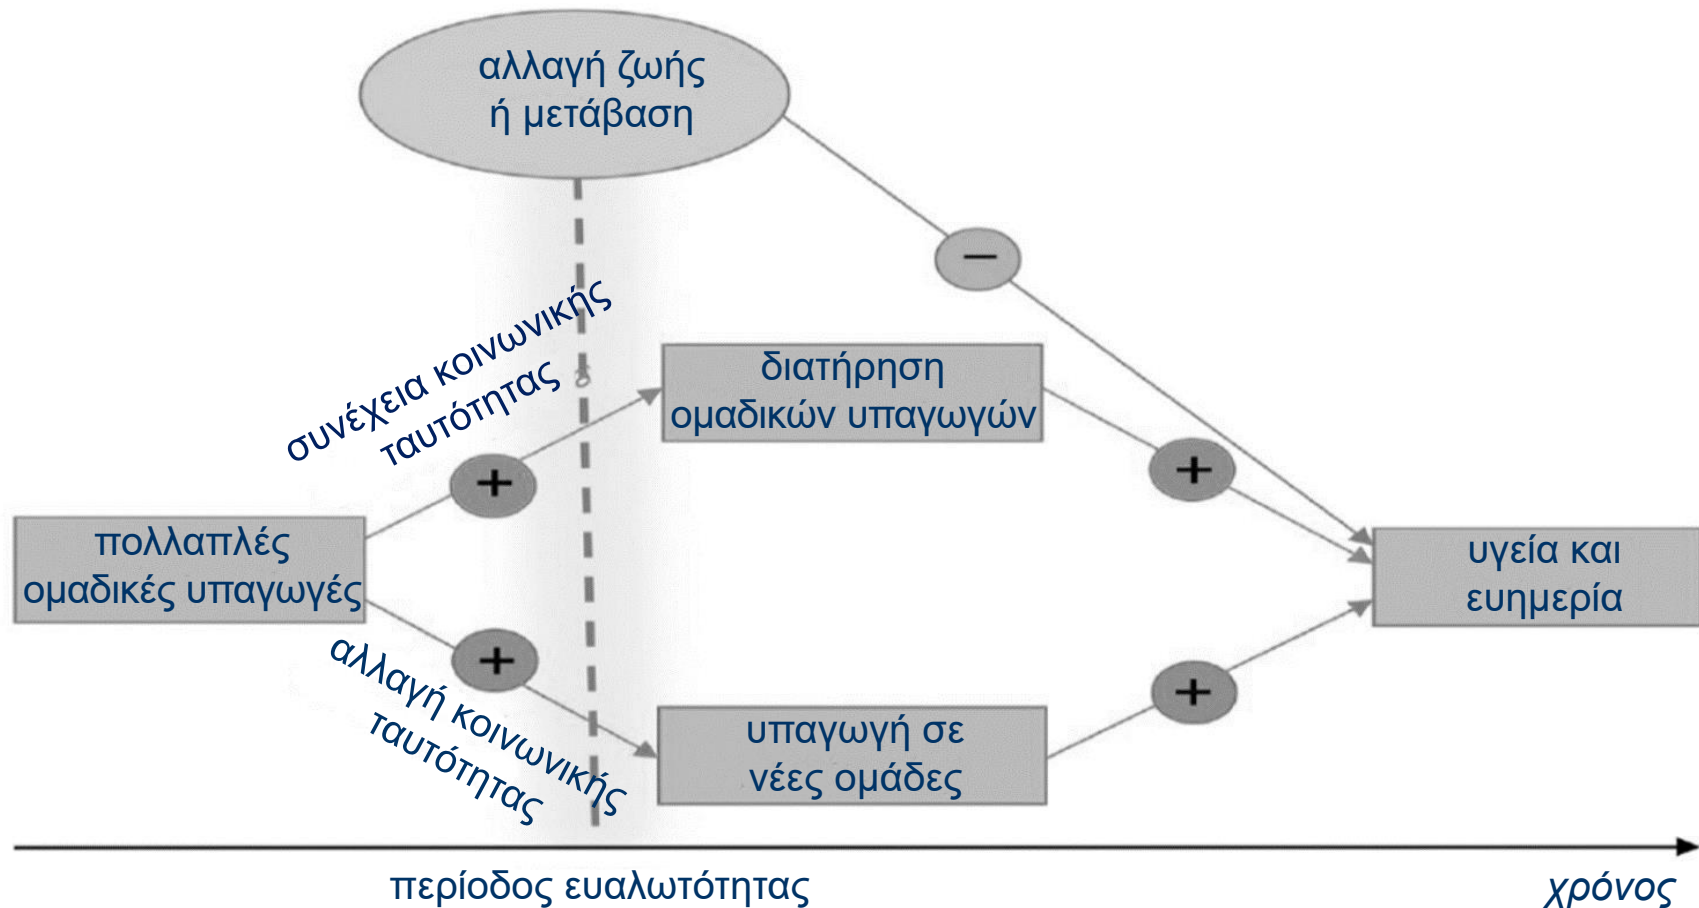 αλλαγή ζωής
ή μετάβαση
–
συνέχεια κοινωνικής
ταυτότητας
διατήρηση
ομαδικών υπαγωγών
+
+
πολλαπλές
ομαδικές υπαγωγές
υγεία και
ευημερία
+
+
αλλαγή κοινωνικής
ταυτότητας
υπαγωγή σε
νέες ομάδες
περίοδος ευαλωτότητας
χρόνος